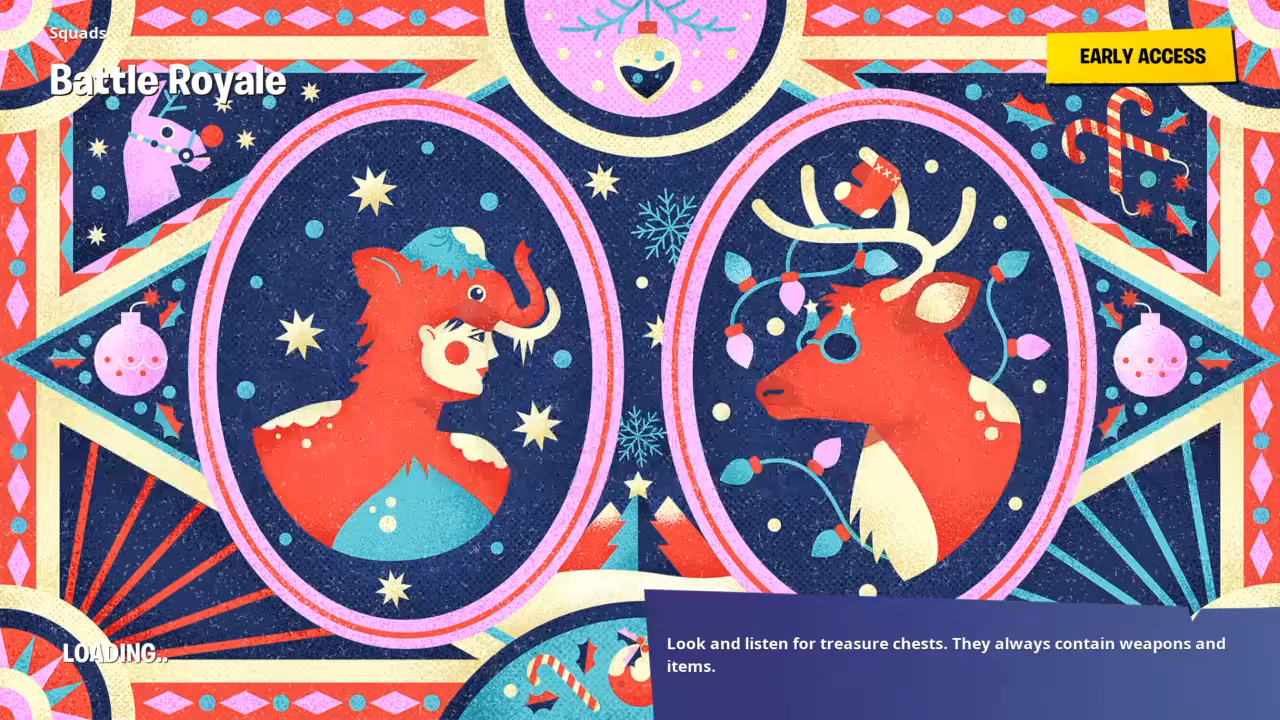 Squads
Battle Royale
EARLY ACCESS
LOADING..
Look and listen for treasure chests. They always contain weapons and
items.